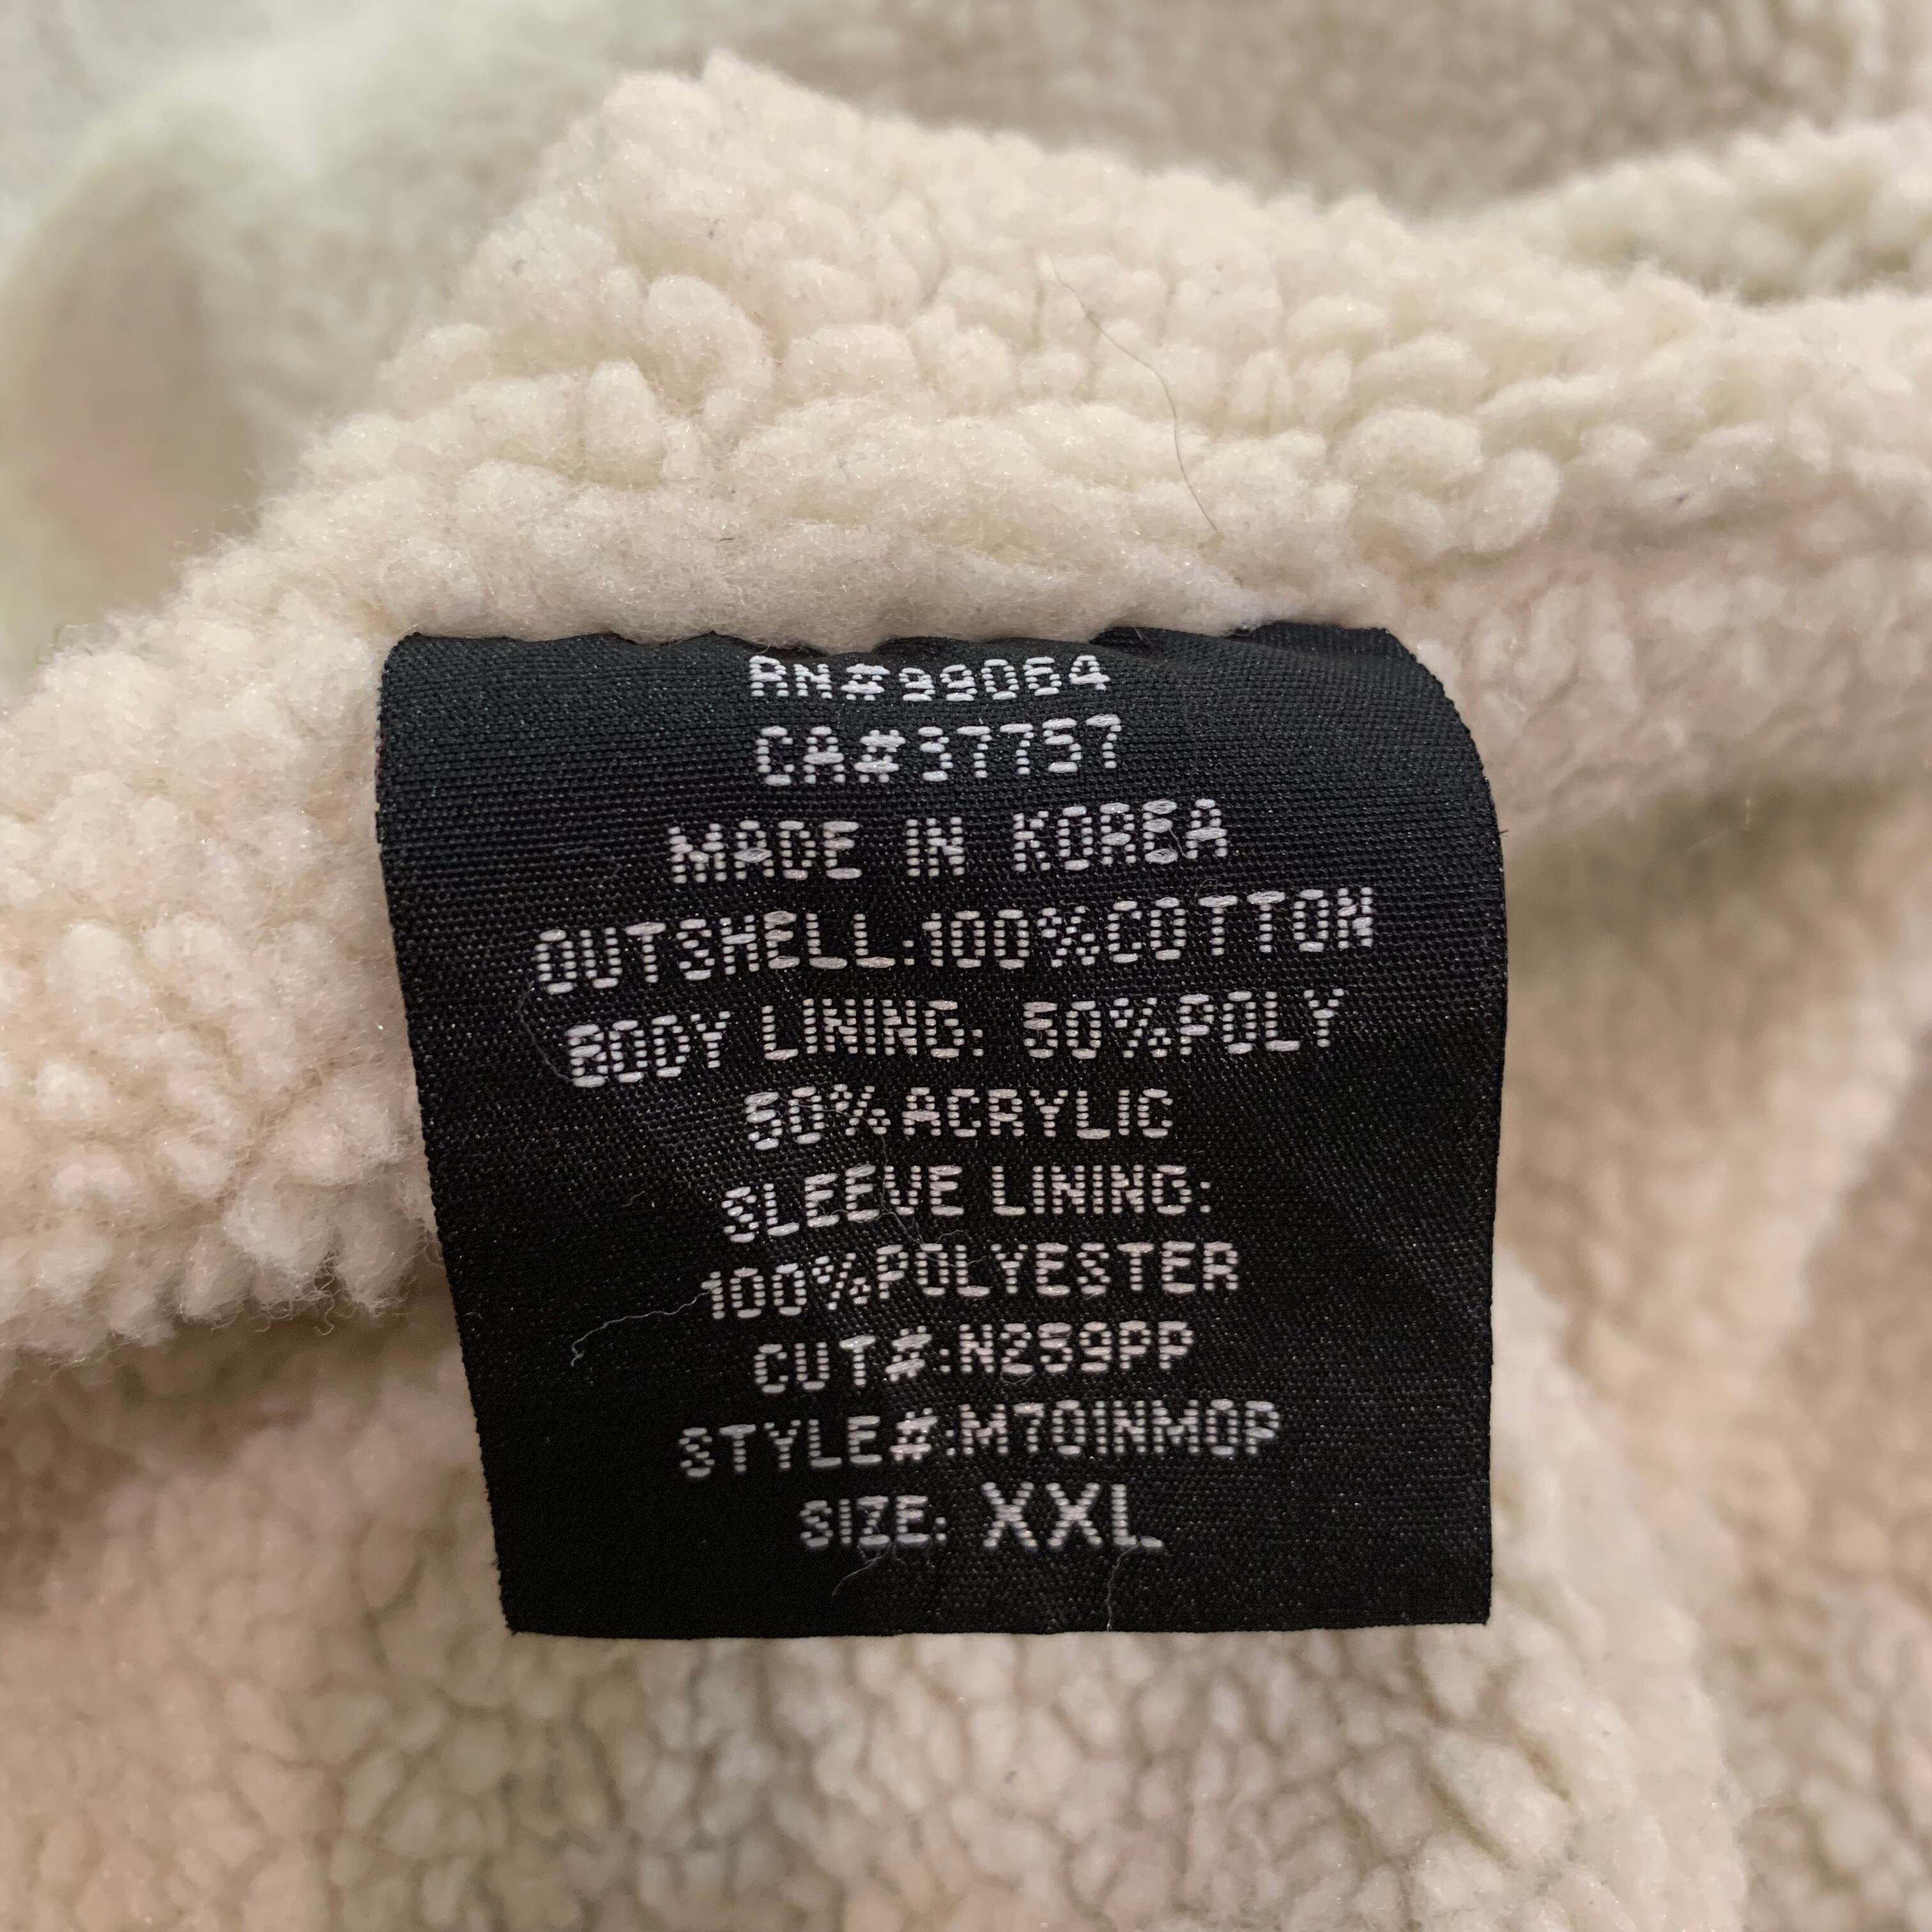 RN#99064
CA#37757
MADE IN KOREA
OUTSHELL:100%COTTON
BODY LINING: 50%POLY
50%ACRYLIC
SLEEVE LINING:
100%POLYESTER
CUT#:N259PP
STYLE#:M701NMOP
SIZE: XXL